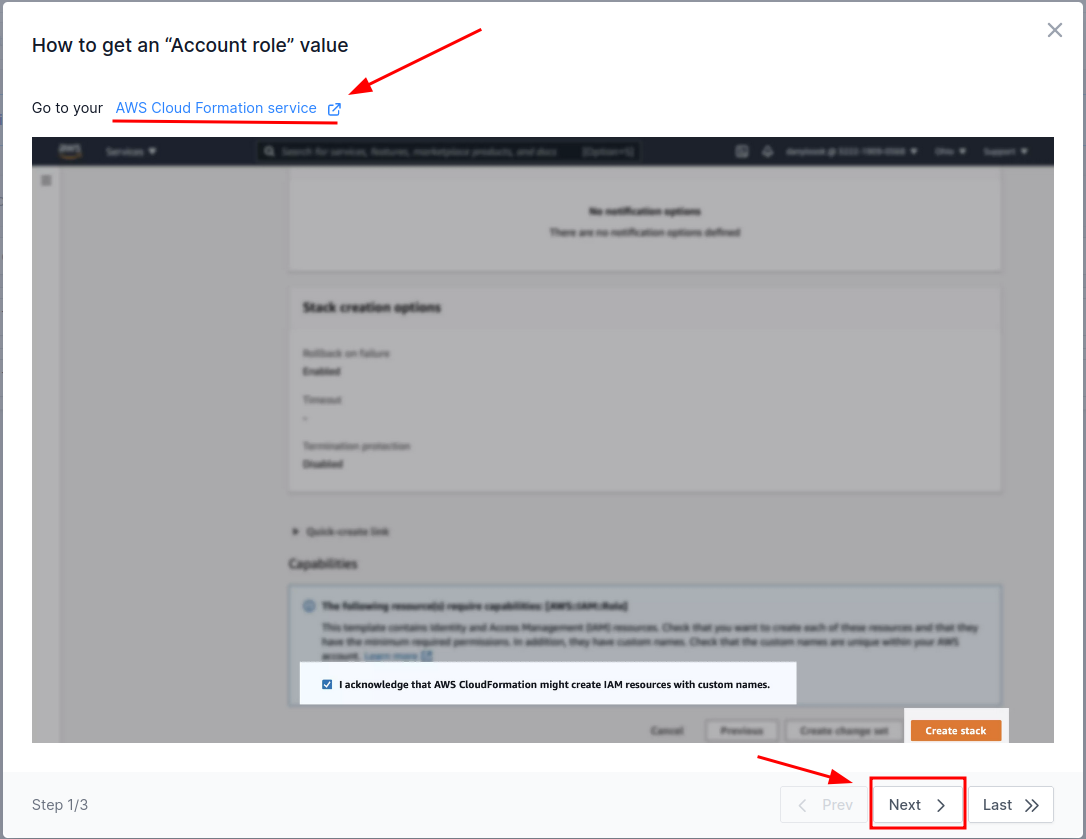 How to get an “Account role” value
Go to your AWS Cloud Formation service
aws Services Search for services, features, marketplace products, and docs [Option+S] Ohio Support
No notification options
There are no notification options defined
Stack creation options
Rollback on failure
Enabled
Timeout
-
Termination protection
Disabled
Quick-create link
Capabilities
The following resource(s) require capabilities: [AWS::IAM::Role]
This template contains Identity and Access Management (IAM) resources. Check that you want to create each of these resources and that they
have the minimum required permissions. In addition, they have custom names. Check that the custom names are unique within your AWS
account. Learn more
I acknowledge that AWS CloudFormation might create IAM resources with custom names.
Cancel Previous Create change set Create stack
Step 1/3 Prev Next Last